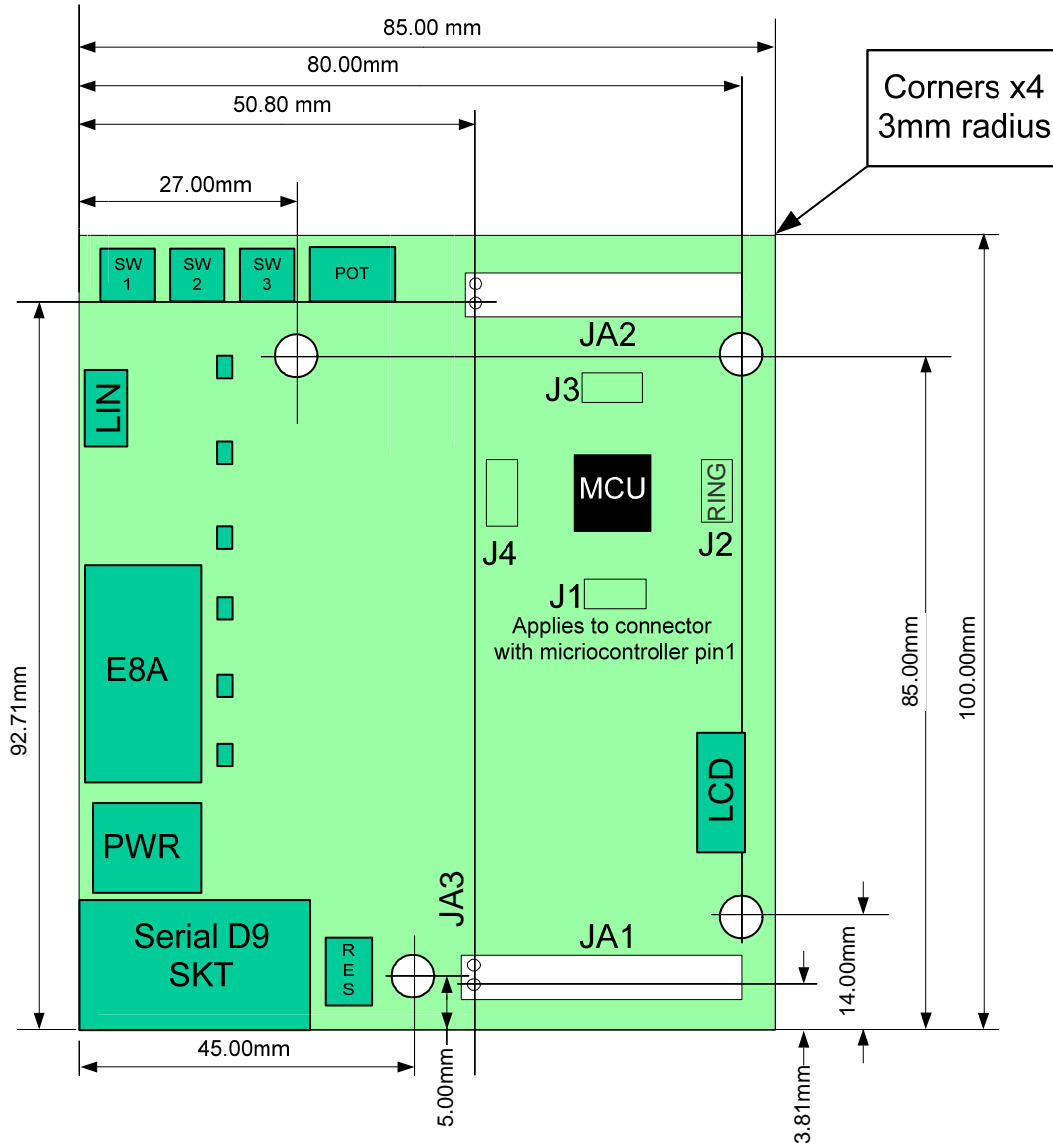 85.00 mm
80.00mm
50.80 mm
27.00mm
Corners x4
3mm radius
SW
1
SW
2
SW
3
POT
JA2
J3
LIN
MCU
RING
J4
J2
J1
Applies to connector
with microcontroller pin1
E8A
92.71mm
85.00mm
100.00mm
LCD
PWR
JA3
Serial D9
SKT
R
E
S
JA1
14.00mm
45.00mm
5.00mm
3.81mm